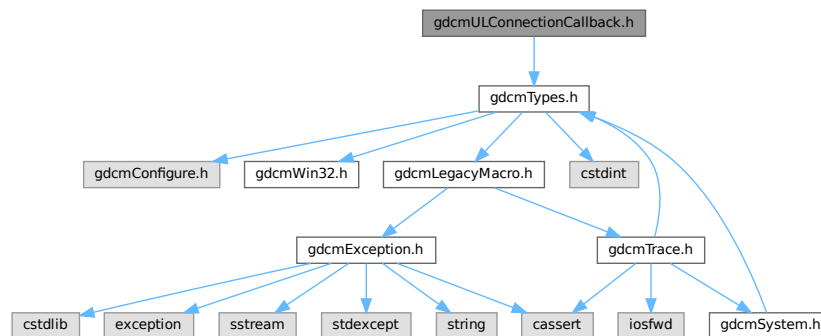 gdcmULConnectionCallback.h
gdcmTypes.h
gdcmConfigure.h
gdcmWin32.h
gdcmLegacyMacro.h
cstdint
gdcmException.h
gdcmTrace.h
cstdlib
exception
sstream
stdexcept
string
cassert
iosfwd
gdcmSystem.h